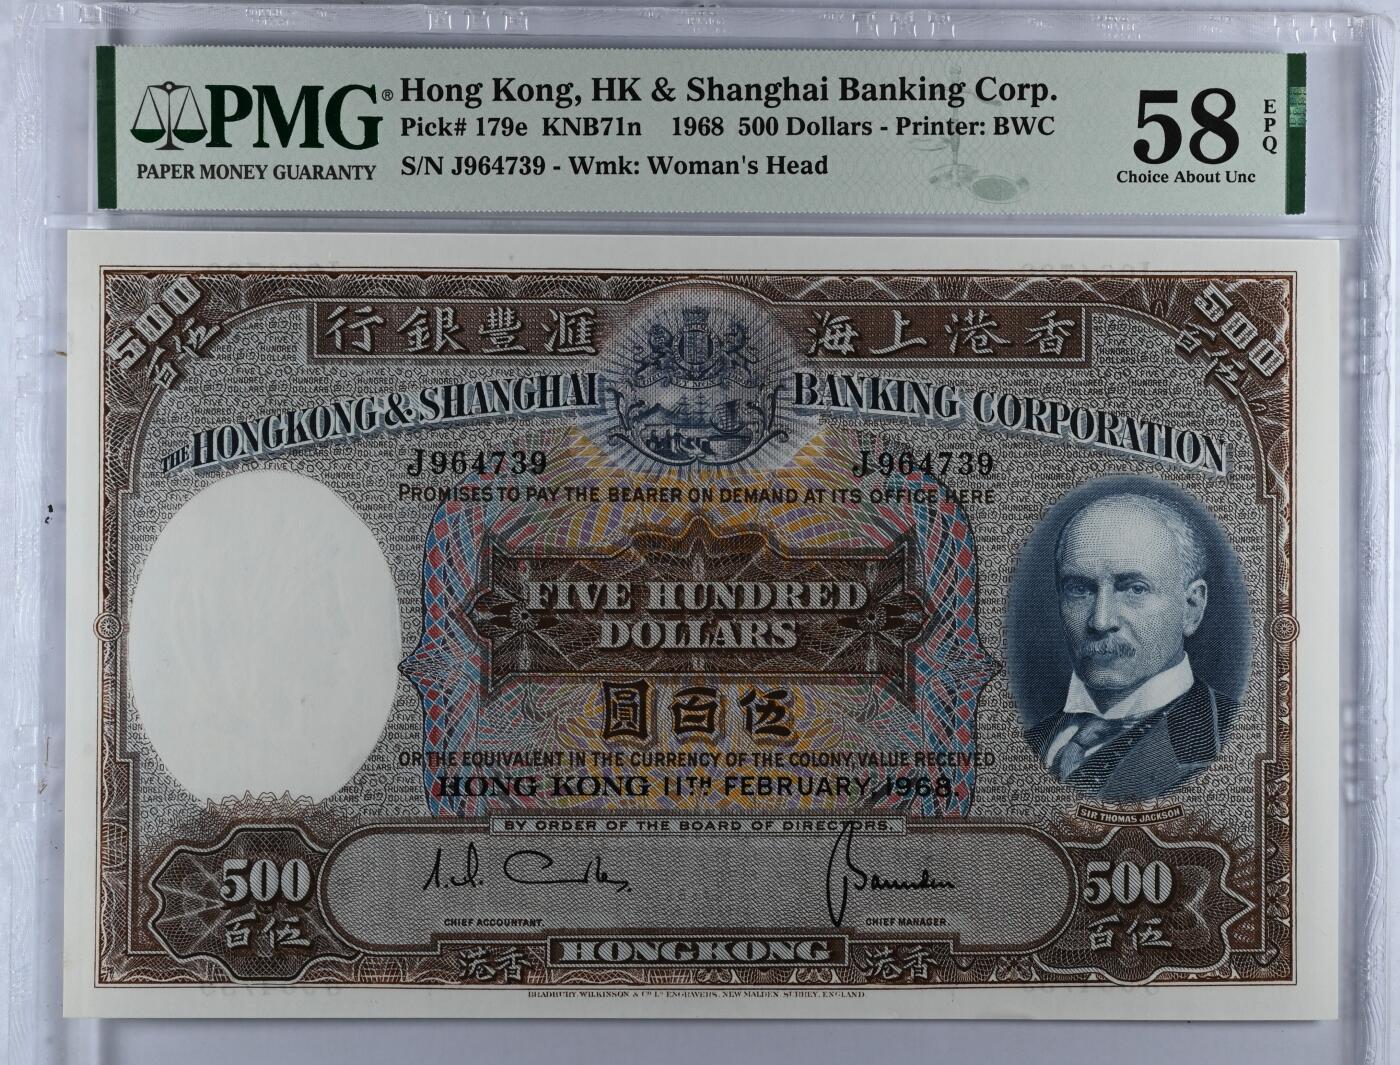 PMG®
PAPER MONEY GUARANTY
Hong Kong, HK & Shanghai Banking Corp.
Pick# 179e KNB71n 1968 500 Dollars - Printer: BWC
S/N J964739 - Wmk: Woman's Head
58
EPQ
Choice About Unc
500
百伍
行銀豐滙
海上港香
500
百伍
THE HONGKONG & SHANGHAI BANKING CORPORATION
J964739 J964739
PROMISES TO PAY THE BEARER ON DEMAND AT ITS OFFICE HERE
FIVE HUNDRED
DOLLARS
圓百伍
OR THE EQUIVALENT IN THE CURRENCY OF THE COLONY, VALUE RECEIVED
HONG KONG 11TH FEBRUARY, 1968.
SIR THOMAS JACKSON
BY ORDER OF THE BOARD OF DIRECTORS.
500
百伍
CHIEF ACCOUNTANT.
CHIEF MANAGER
500
百伍
港香
HONGKONG
港香
BRADBURY, WILKINSON & Co Ld ENGRAVERS, NEW MALDEN, SURREY, ENGLAND